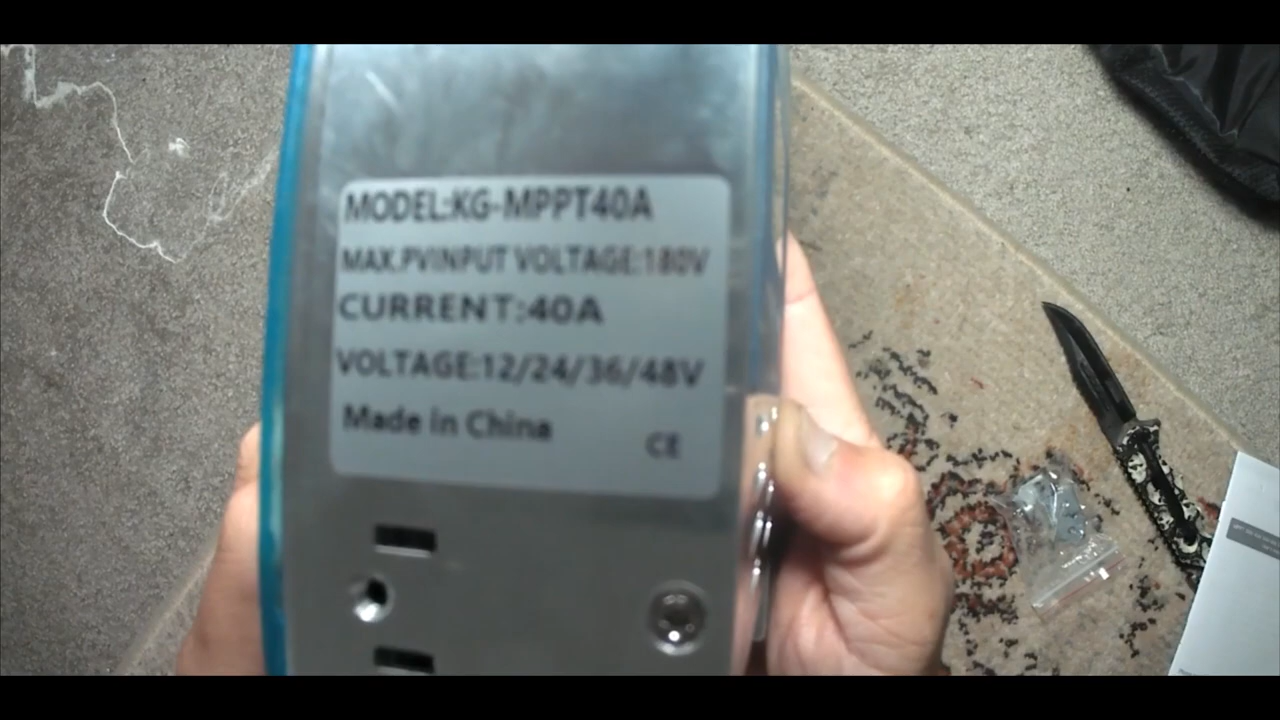 MODEL:KG-MPPT40A
MAX.PVINPUT VOLTAGE:180V
CURRENT:40A
VOLTAGE:12/24/36/48V
Made in China
CE